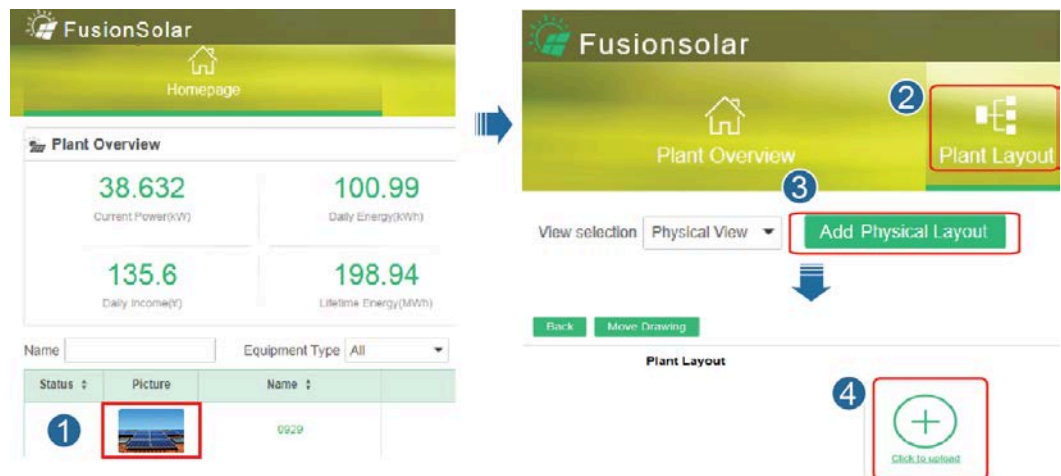 FusionSolar
Homepage
Plant Overview
38.632
100.99
Current Power(kW)
Daily Energy(kWh)
135.6
198.94
Daily Income(¥)
Lifetime Energy(MWh)
Name
Equipment Type All
Status
Picture
Name
1
0929
Fusionsolar
2
Plant Overview
Plant Layout
3
View selection Physical View
Add Physical Layout
Back
Move Drawing
Plant Layout
4
Click to upload